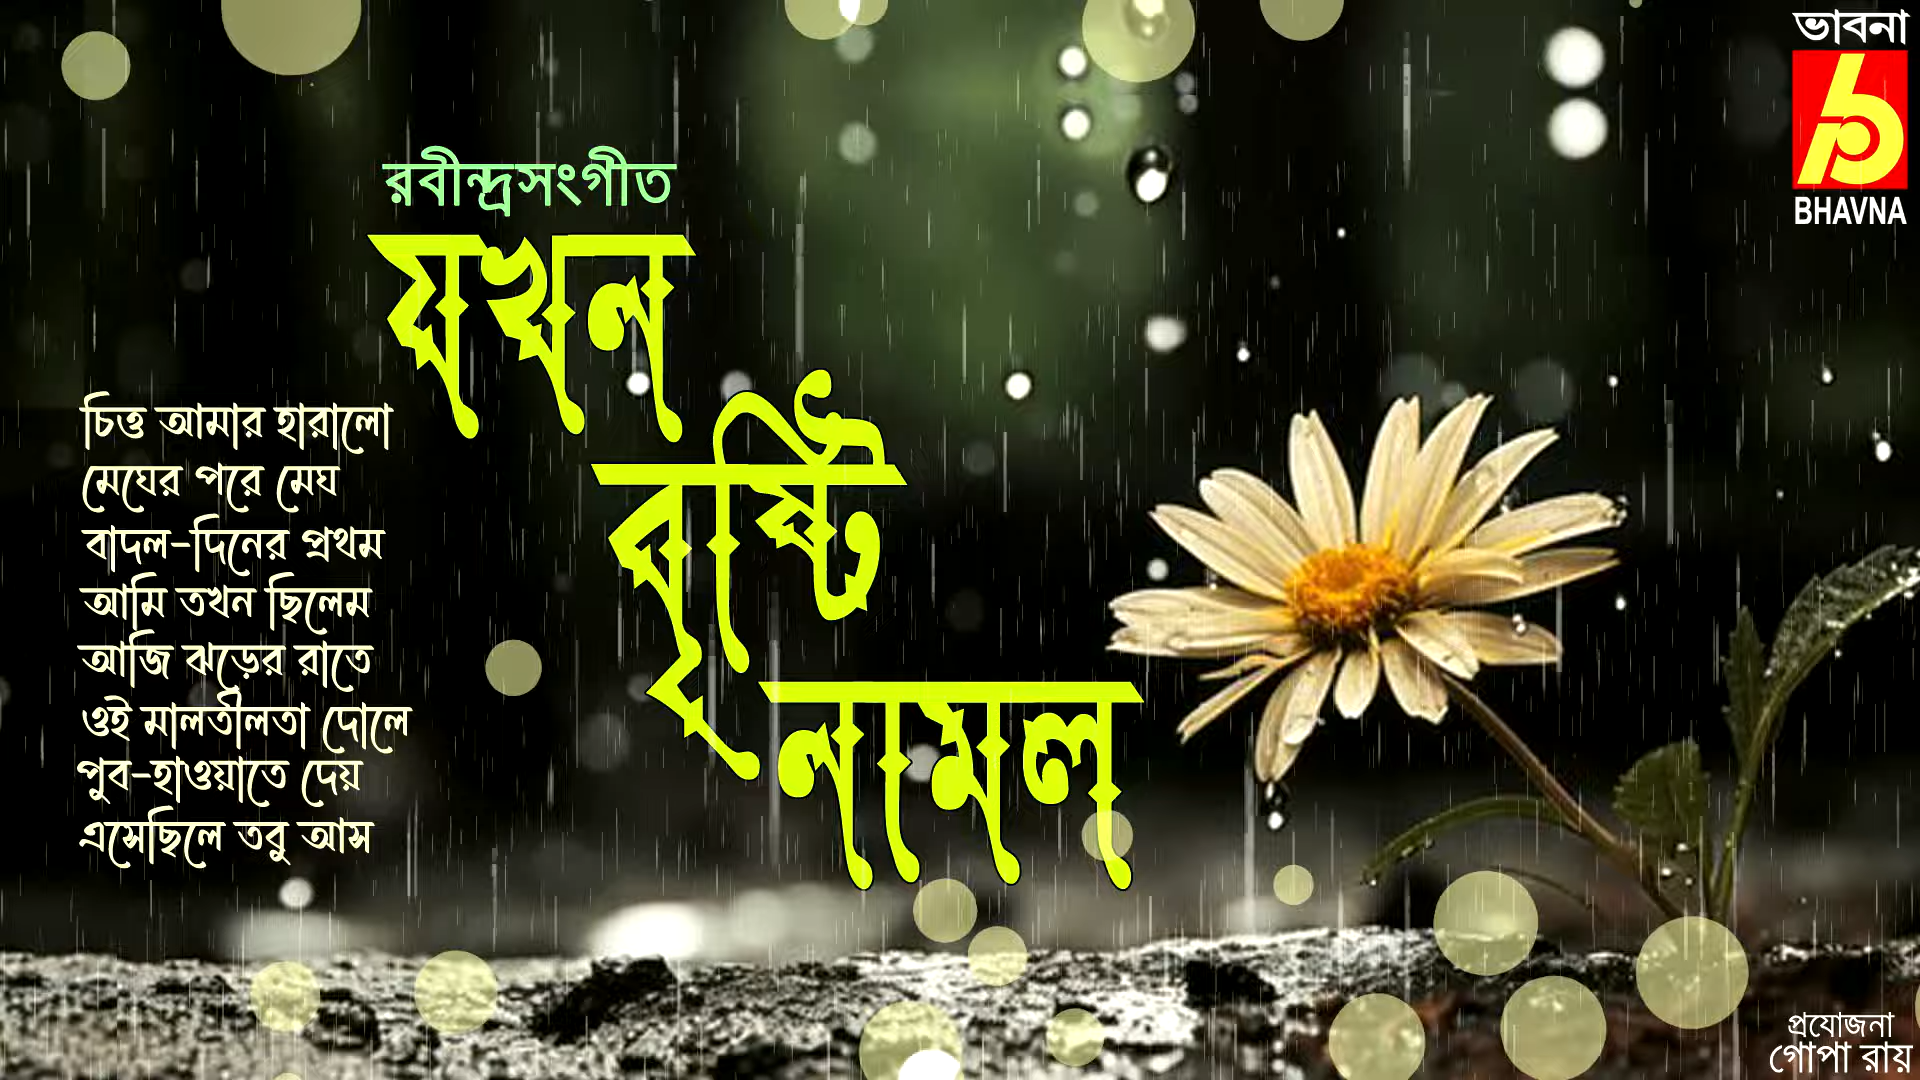 ভাবনা
BHAVNA
রবীন্দ্রসংগীত
যখন
বৃষ্টি
নামল
চিত্ত আমার হারালো
মেঘের পরে মেঘ
বাদল-দিনের প্রথম
আমি তখন ছিলেম
আজি ঝড়ের রাতে
ওই মালতীলতা দোলে
পুব-হাওয়াতে দেয়
এসেছিলে তবু আস
প্রযোজনা
গোপা রায়